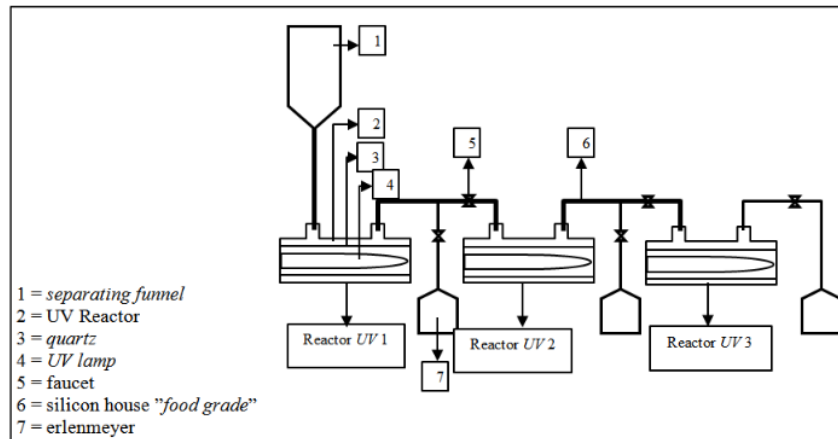 1
2
3
4
5
6
Reactor UV 1
Reactor UV 2
Reactor UV 3
7
1 = separating funnel
2 = UV Reactor
3 = quartz
4 = UV lamp
5 = faucet
6 = silicon house ”food grade”
7 = erlenmeyer